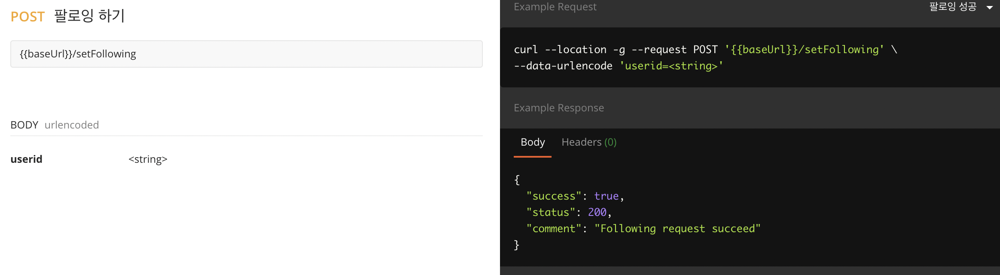 POST 팔로잉 하기
{{baseUrl}}/setFollowing
BODY urlencoded
userid <string>
Example Request 팔로잉 성공
curl --location -g --request POST '{{baseUrl}}/setFollowing' \
--data-urlencode 'userid=<string>'
Example Response
Body Headers (0)
{
  "success": true,
  "status": 200,
  "comment": "Following request succeed"
}